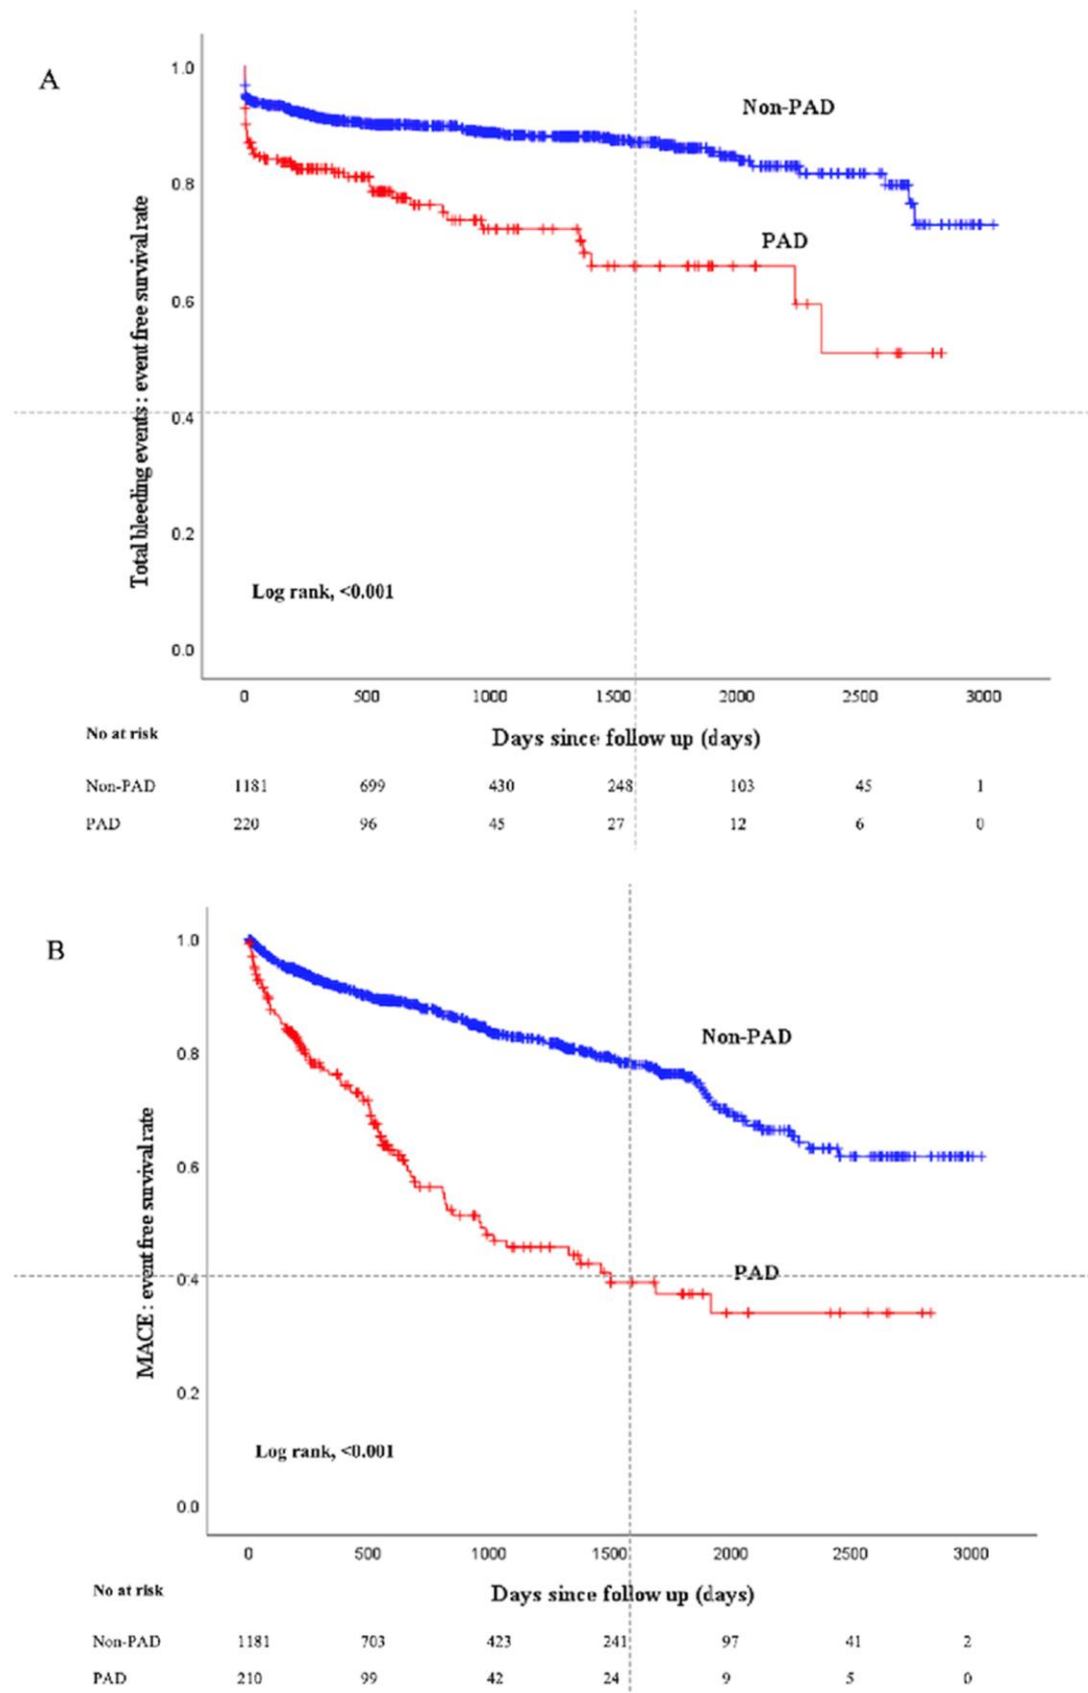 A
Total bleeding events : event free survival rate
1.0
0.8
0.6
0.4
0.2
0.0
Non-PAD
PAD
Log rank, <0.001
0 500 1000 1500 2000 2500 3000
Days since follow up (days)
No at risk
Non-PAD 1181 699 430 248 103 45 1
PAD 220 96 45 27 12 6 0
B
MACE : event free survival rate
1.0
0.8
0.6
0.4
0.2
0.0
Non-PAD
PAD
Log rank, <0.001
0 500 1000 1500 2000 2500 3000
Days since follow up (days)
No at risk
Non-PAD 1181 703 423 241 97 41 2
PAD 210 99 42 24 9 5 0